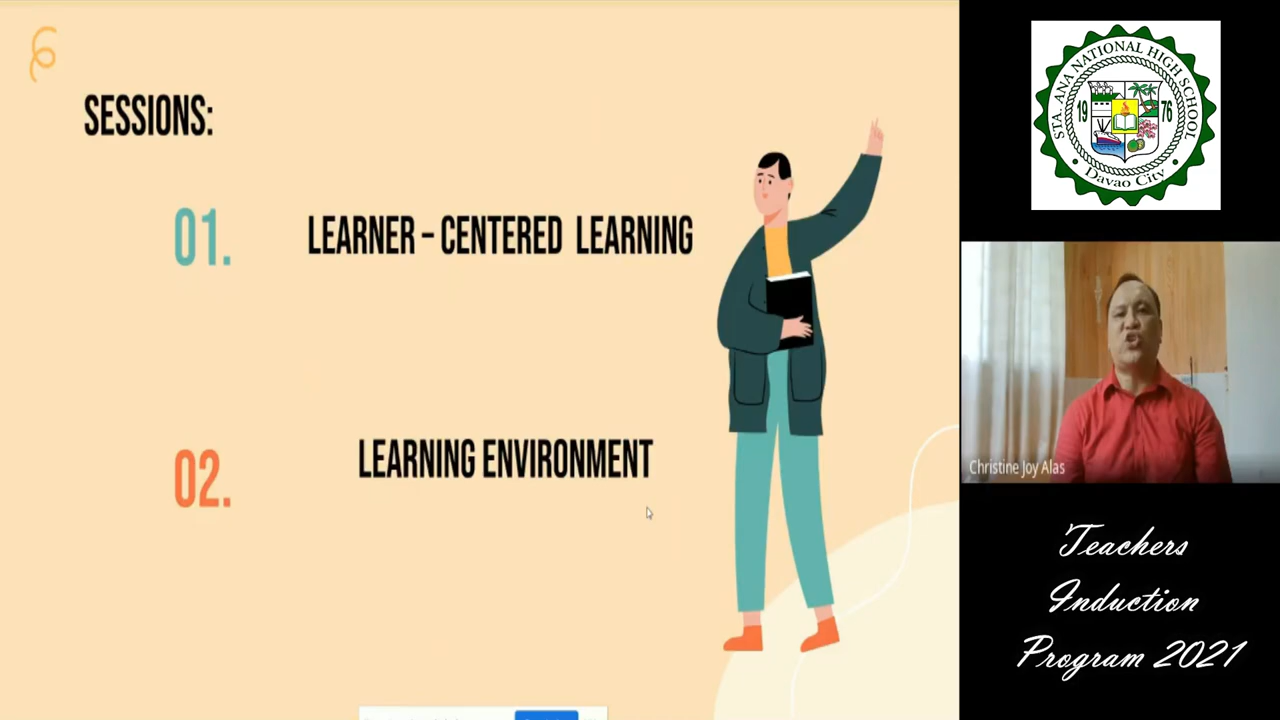 SESSIONS:
01.
LEARNER – CENTERED LEARNING
02.
LEARNING ENVIRONMENT
STA. ANA NATIONAL HIGH SCHOOL
19 76
Davao City
Christine Joy Alas
Teachers
Induction
Program 2021